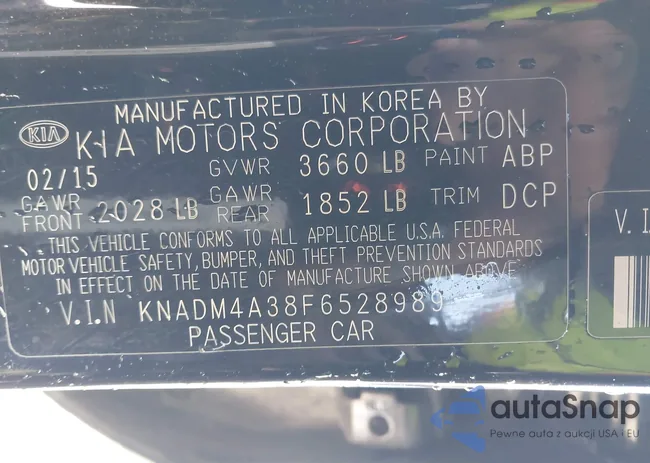 MANUFACTURED IN KOREA BY
KIA KIA MOTORS CORPORATION
02/15 GVWR 3660 LB PAINT ABP
GAWR FRONT 2028 LB GAWR REAR 1852 LB TRIM DCP
THIS VEHICLE CONFORMS TO ALL APPLICABLE U.S.A. FEDERAL
MOTOR VEHICLE SAFETY, BUMPER, AND THEFT PREVENTION STANDARDS
IN EFFECT ON THE DATE OF MANUFACTURE SHOWN ABOVE.
V.I.N KNADM4A38F6528989
PASSENGER CAR
V.I
autaSnap
Pewne auta z aukcji USA i EU